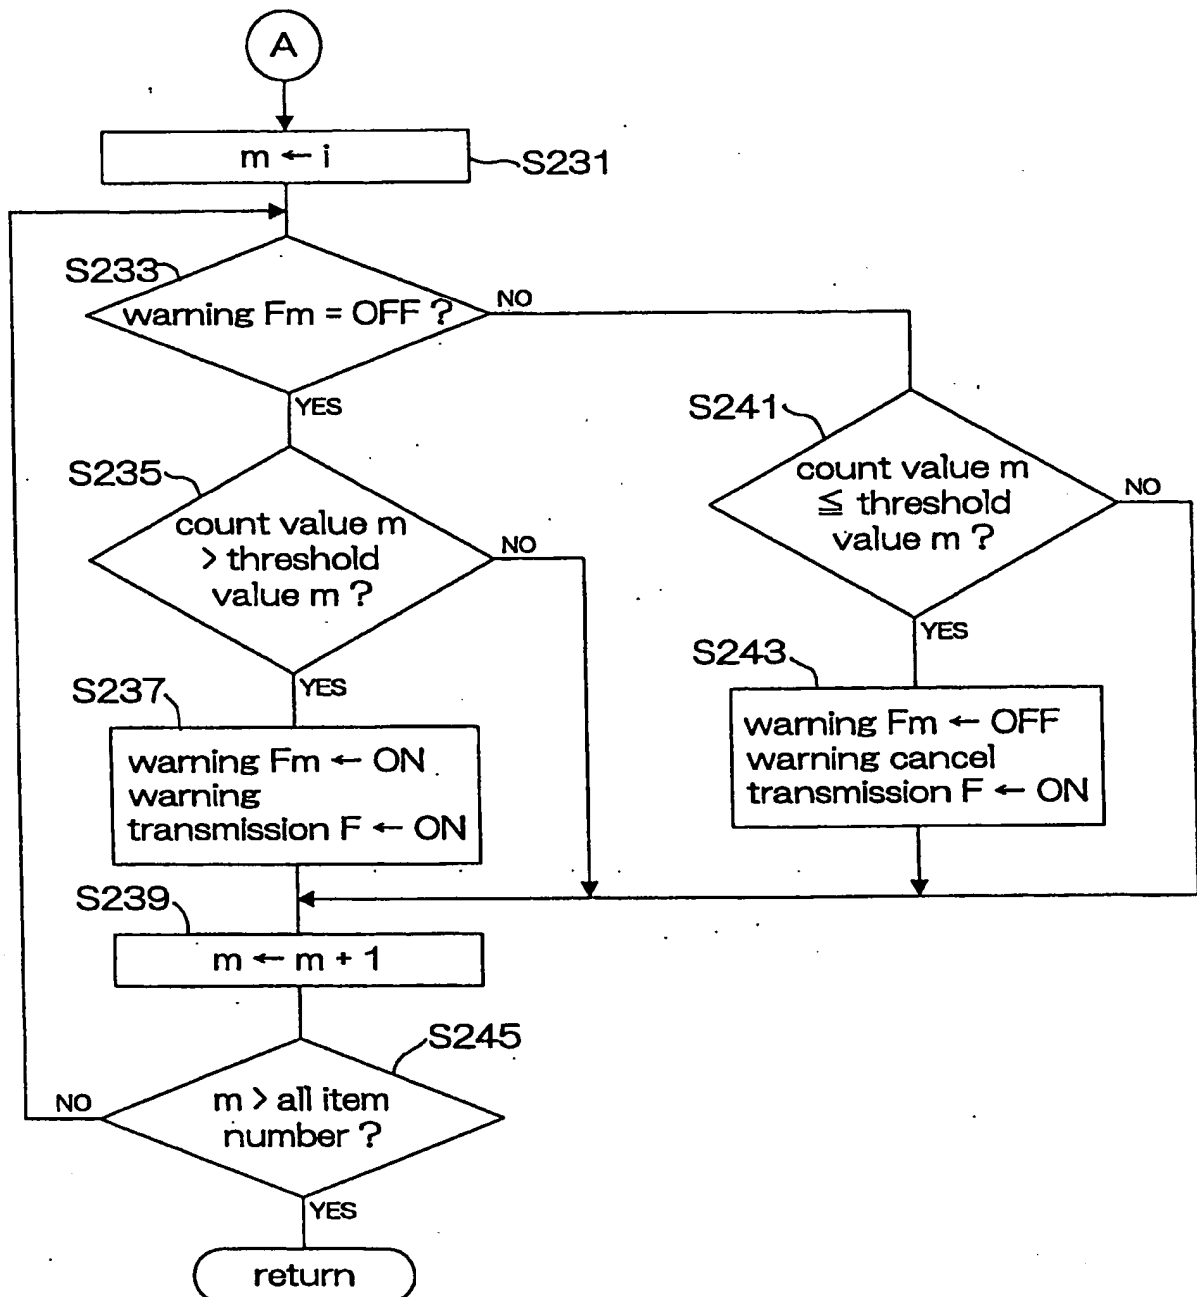 A
m ← i
S231
S233
warning Fm = OFF ?
NO
YES
S235
count value m
> threshold
value m ?
NO
YES
S241
count value m
≦ threshold
value m ?
NO
YES
S237
warning Fm ← ON
warning
transmission F ← ON
S243
warning Fm ← OFF
warning cancel
transmission F ← ON
S239
m ← m + 1
S245
m > all item
number ?
NO
YES
return